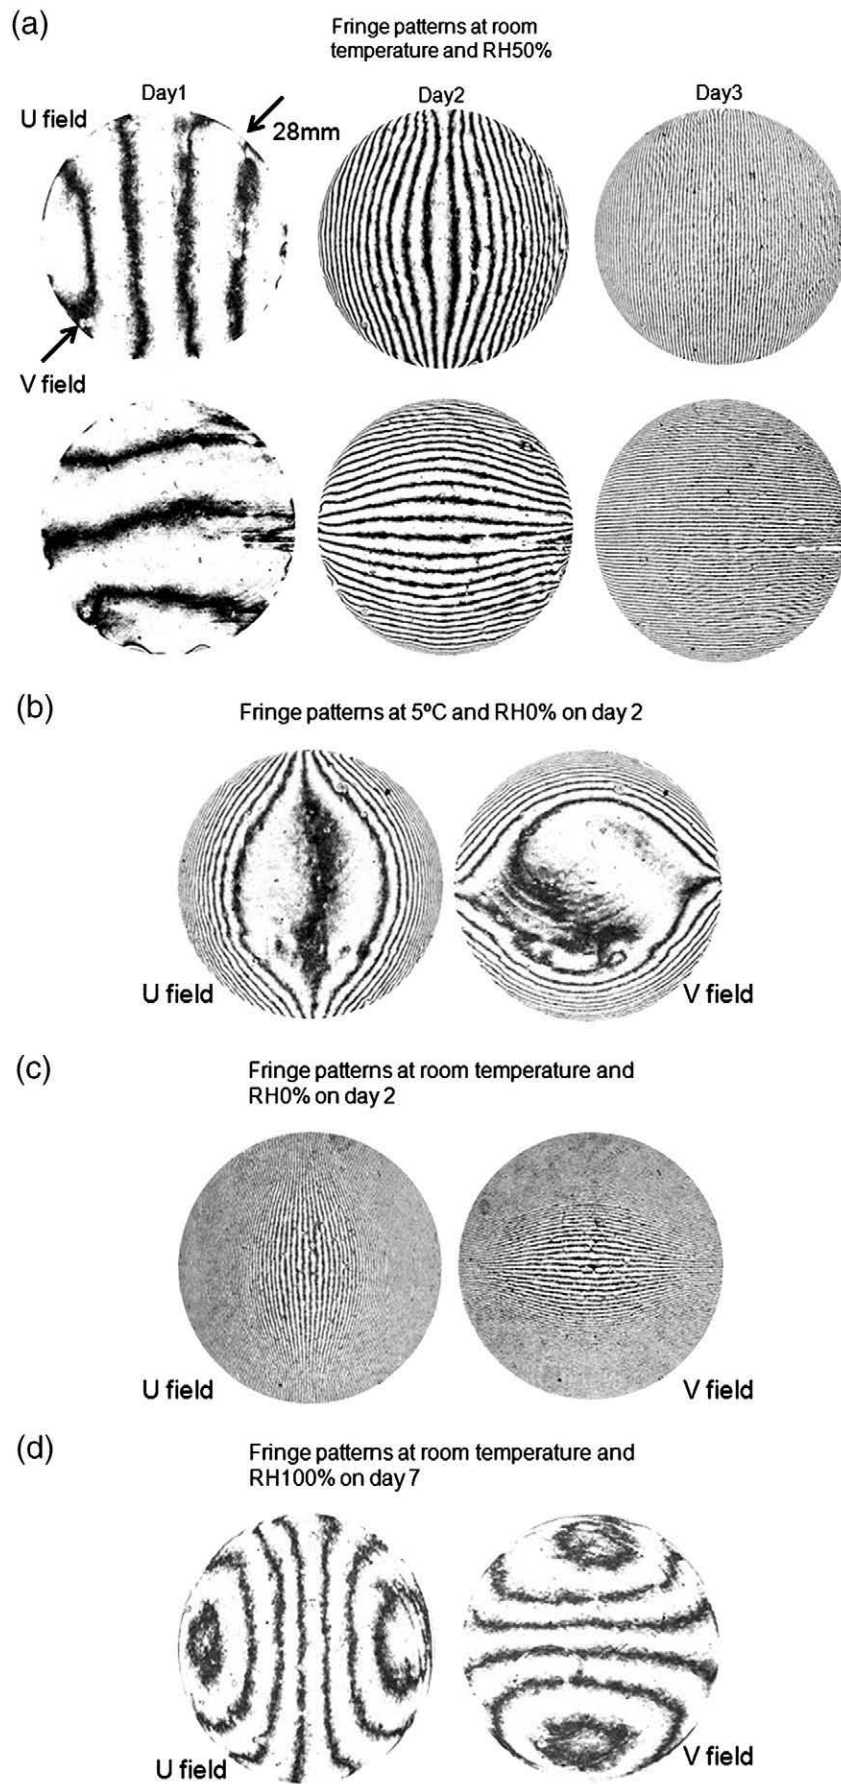 (a)
Fringe patterns at room
temperature and RH50%
Day1
Day2
Day3
U field
28mm
V field
(b)
Fringe patterns at 5ºC and RH0% on day 2
U field
V field
(c)
Fringe patterns at room temperature and
RH0% on day 2
U field
V field
(d)
Fringe patterns at room temperature and
RH100% on day 7
U field
V field